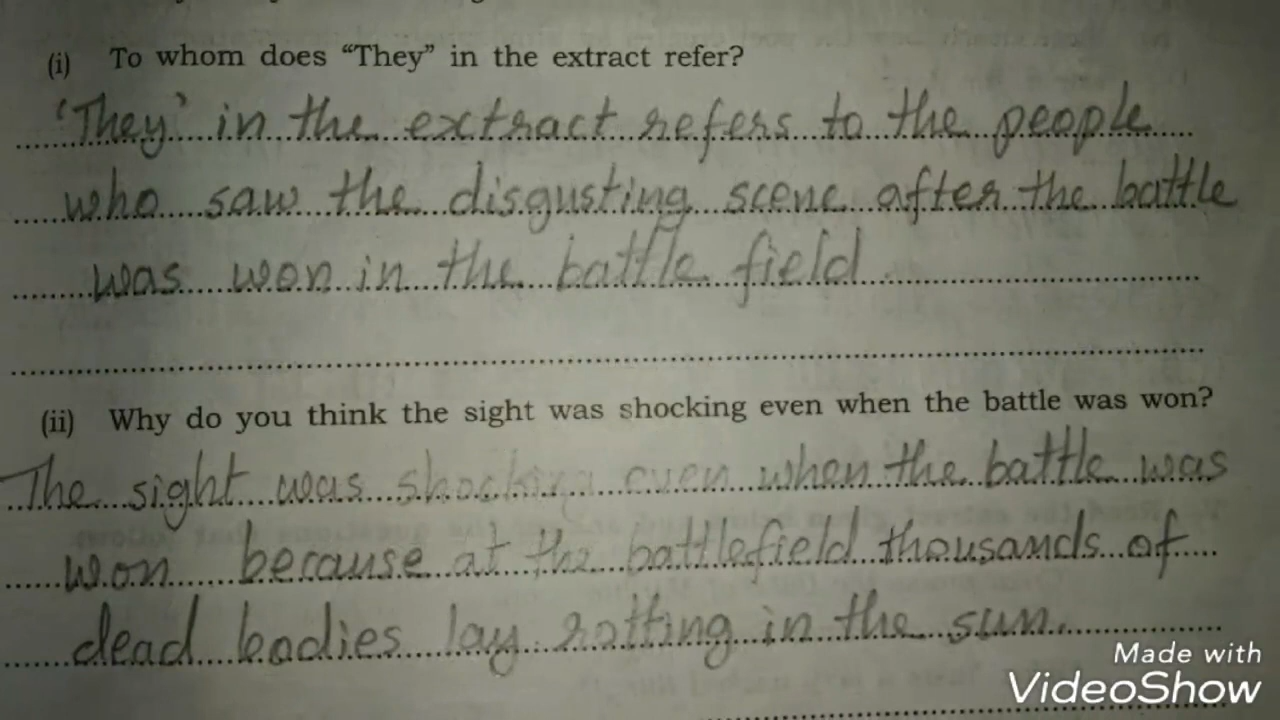 (i) To whom does “They” in the extract refer?
'They' in the extract refers to the people
who saw the disgusting scene after the battle
was won in the battle field
(ii) Why do you think the sight was shocking even when the battle was won?
The sight was shocking even when the battle was
won because at the battlefield thousands of
dead bodies lay rotting in the sun.
Made with
VideoShow